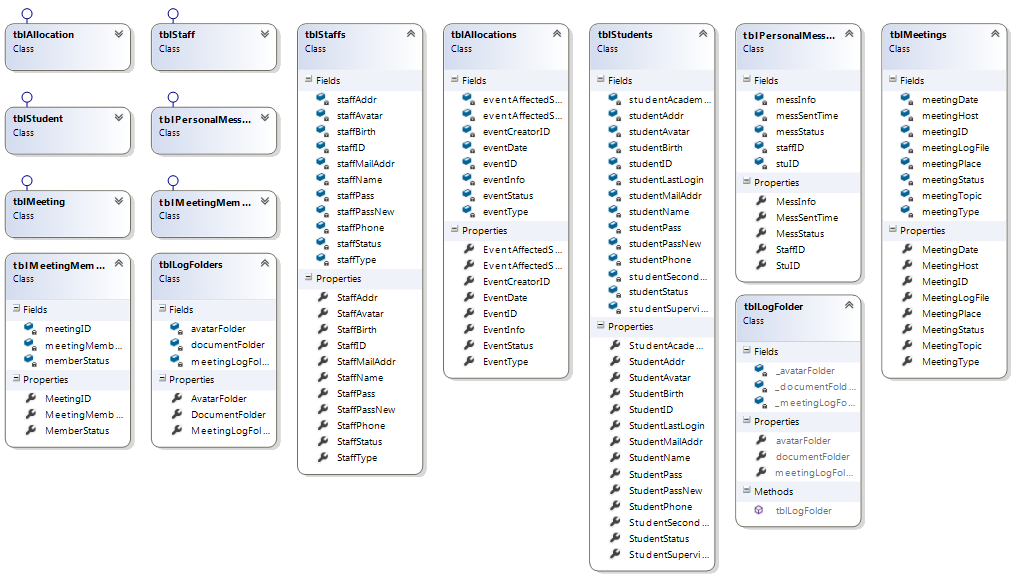 tblAllocation
Class
tblStaff
Class
tblStudent
Class
tblPersonalMess...
Class
tblMeeting
Class
tblMeetingMem...
Class
tblMeetingMem...
Class
Fields
meetingID
meetingMemb...
memberStatus
Properties
MeetingID
MeetingMemb...
MemberStatus
tblLogFolders
Class
Fields
avatarFolder
documentFolder
meetingLogFol...
Properties
AvatarFolder
DocumentFolder
MeetingLogFol...
tblStaffs
Class
Fields
staffAddr
staffAvatar
staffBirth
staffID
staffMailAddr
staffName
staffPass
staffPassNew
staffPhone
staffStatus
staffType
Properties
StaffAddr
StaffAvatar
StaffBirth
StaffID
StaffMailAddr
StaffName
StaffPass
StaffPassNew
StaffPhone
StaffStatus
StaffType
tblAllocations
Class
Fields
eventAffectedS...
eventAffectedS...
eventCreatorID
eventDate
eventID
eventInfo
eventStatus
eventType
Properties
EventAffectedS...
EventAffectedS...
EventCreatorID
EventDate
EventID
EventInfo
EventStatus
EventType
tblStudents
Class
Fields
studentAcadem...
studentAddr
studentAvatar
studentBirth
studentID
studentLastLogin
studentMailAddr
studentName
studentPass
studentPassNew
studentPhone
studentSecond...
studentStatus
studentSupervi...
Properties
StudentAcade...
StudentAddr
StudentAvatar
StudentBirth
StudentID
StudentLastLogin
StudentMailAddr
StudentName
StudentPass
StudentPassNew
StudentPhone
StudentSecond...
StudentStatus
StudentSupervi...
tblPersonalMess...
Class
Fields
messInfo
messSentTime
messStatus
staffID
stuID
Properties
MessInfo
MessSentTime
MessStatus
StaffID
StuID
tblLogFolder
Class
Fields
_avatarFolder
_documentFold...
_meetingLogFo...
Properties
avatarFolder
documentFolder
meetingLogFol...
Methods
tblLogFolder
tblMeetings
Class
Fields
meetingDate
meetingHost
meetingID
meetingLogFile
meetingPlace
meetingStatus
meetingTopic
meetingType
Properties
MeetingDate
MeetingHost
MeetingID
MeetingLogFile
MeetingPlace
MeetingStatus
MeetingTopic
MeetingType